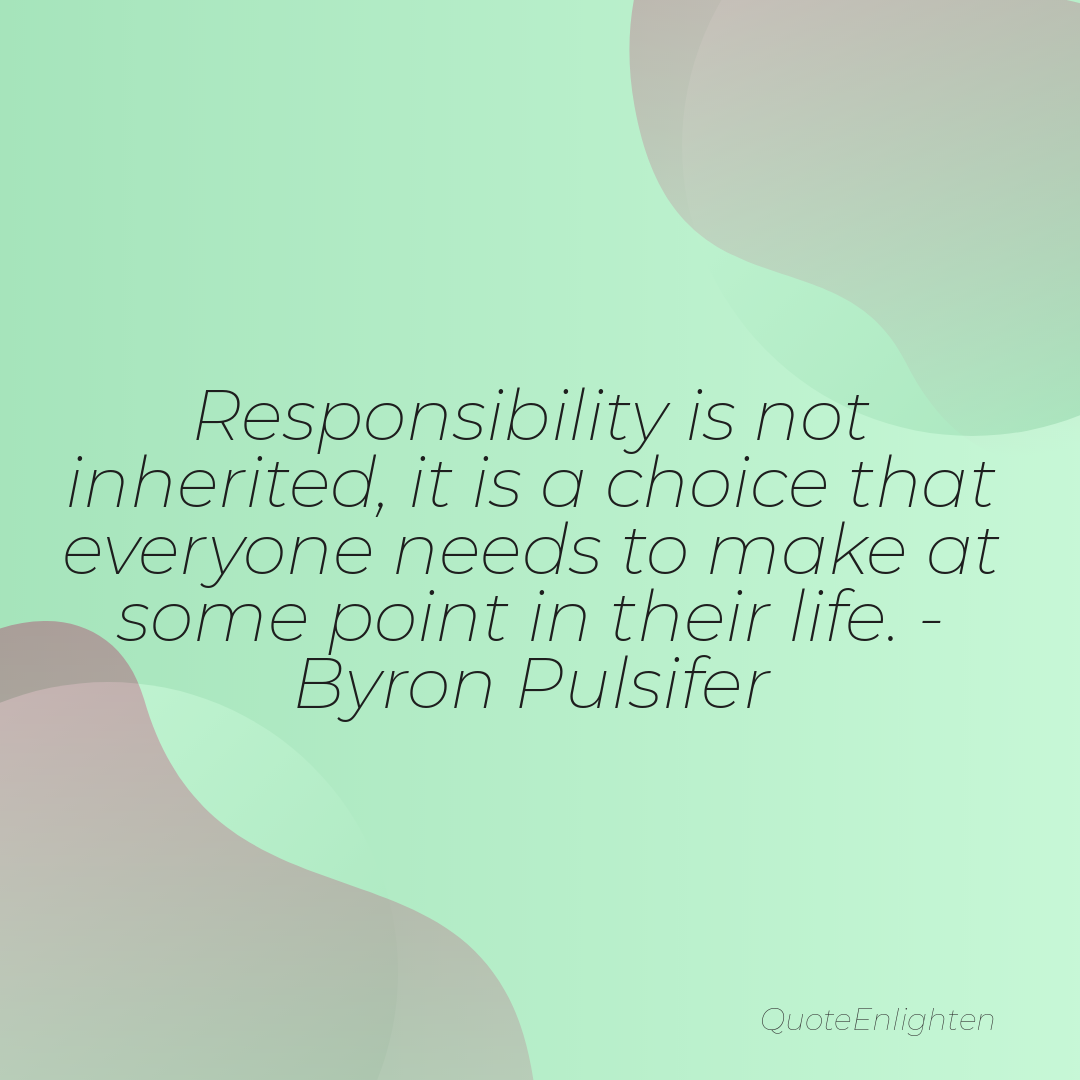 Responsibility is not
inherited, it is a choice that
everyone needs to make at
some point in their life. -
Byron Pulsifer
QuoteEnlighten